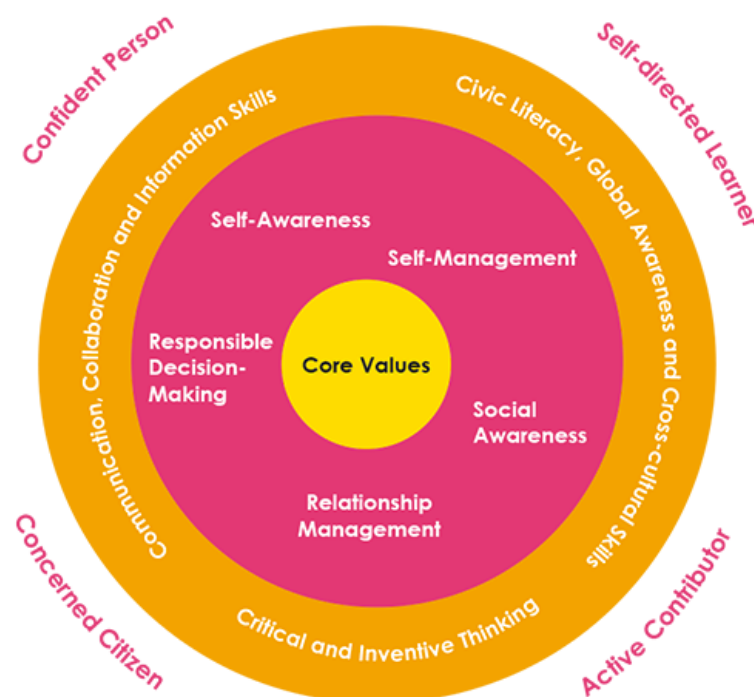 Confident Person
Self-directed Learner
Communication, Collaboration and Information Skills
Civic Literacy, Global Awareness and Cross-cultural Skills
Self-Awareness
Self-Management
Responsible
Decision-
Making
Core Values
Social
Awareness
Relationship
Management
Critical and Inventive Thinking
Concerned Citizen
Active Contributor